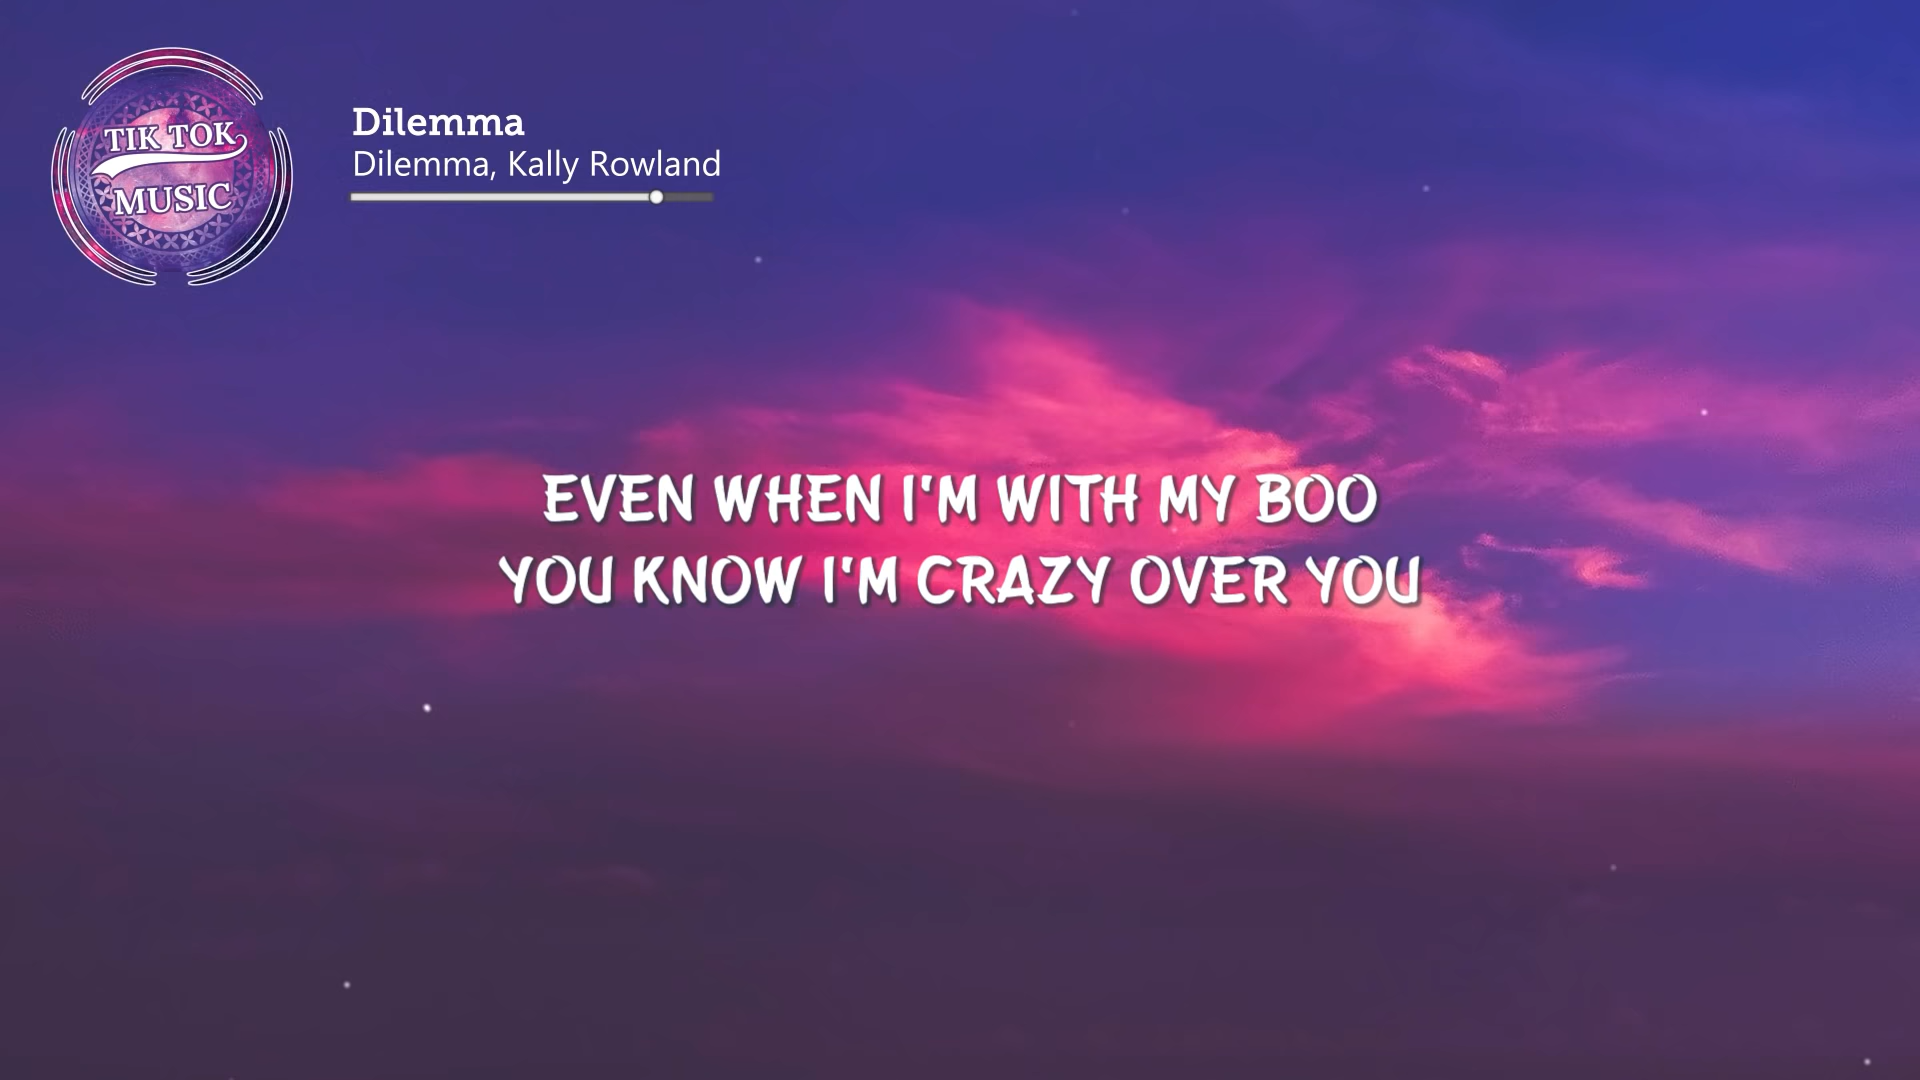 TIK TOK
MUSIC
Dilemma
Dilemma, Kally Rowland
EVEN WHEN I'M WITH MY BOO
YOU KNOW I'M CRAZY OVER YOU